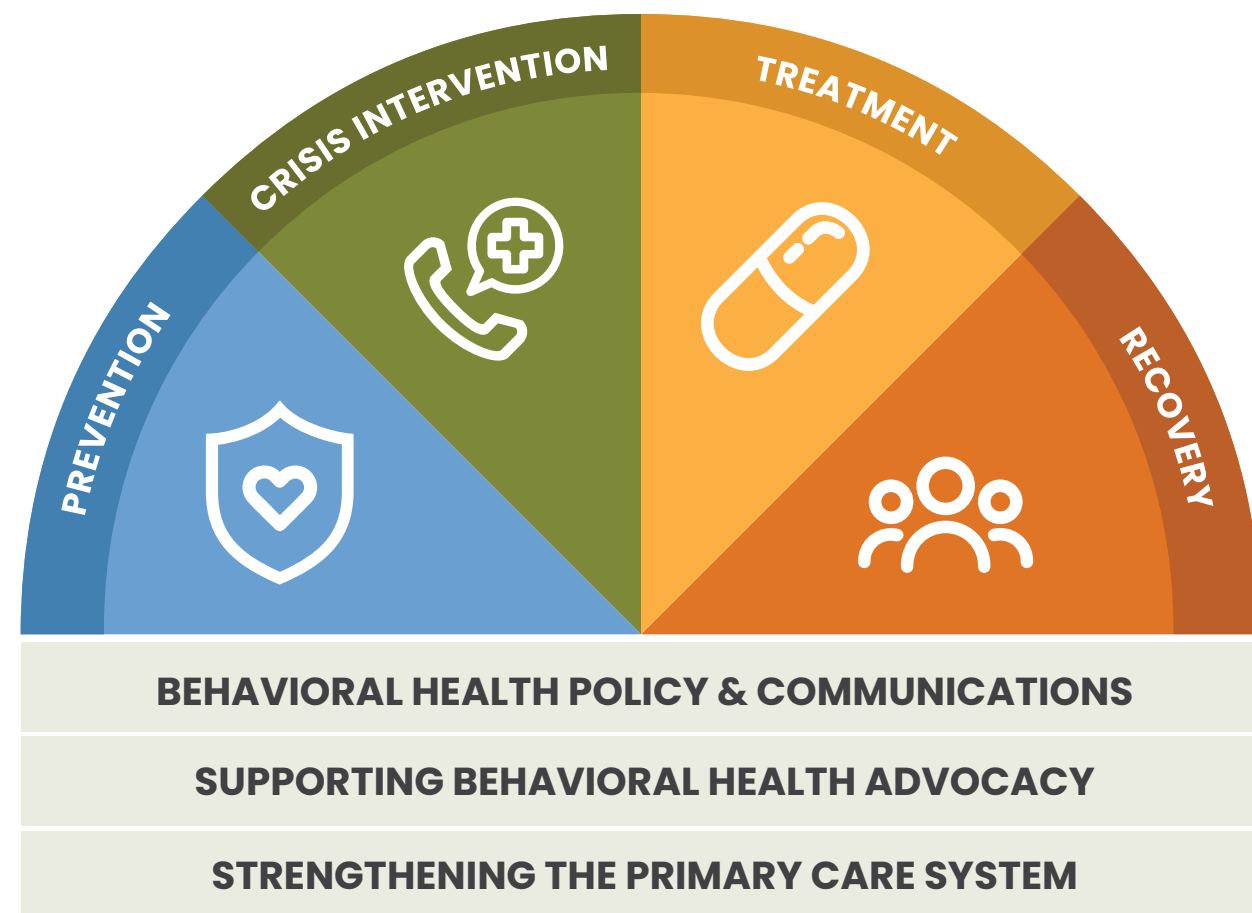 PREVENTION
CRISIS INTERVENTION
TREATMENT
RECOVERY
BEHAVIORAL HEALTH POLICY & COMMUNICATIONS
SUPPORTING BEHAVIORAL HEALTH ADVOCACY
STRENGTHENING THE PRIMARY CARE SYSTEM